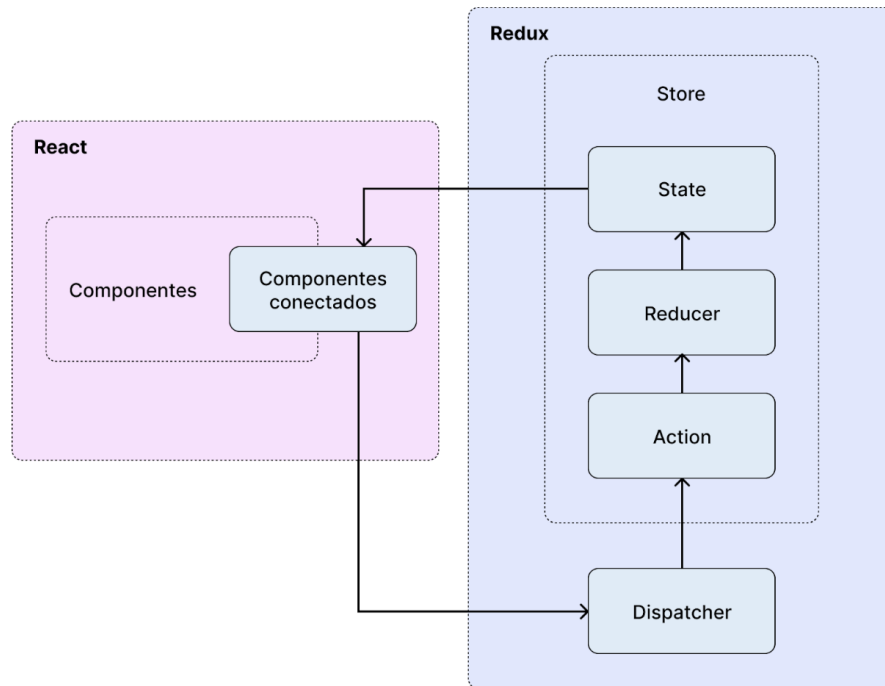 Redux
Store
React
State
Componentes
Componentes
conectados
Reducer
Action
Dispatcher